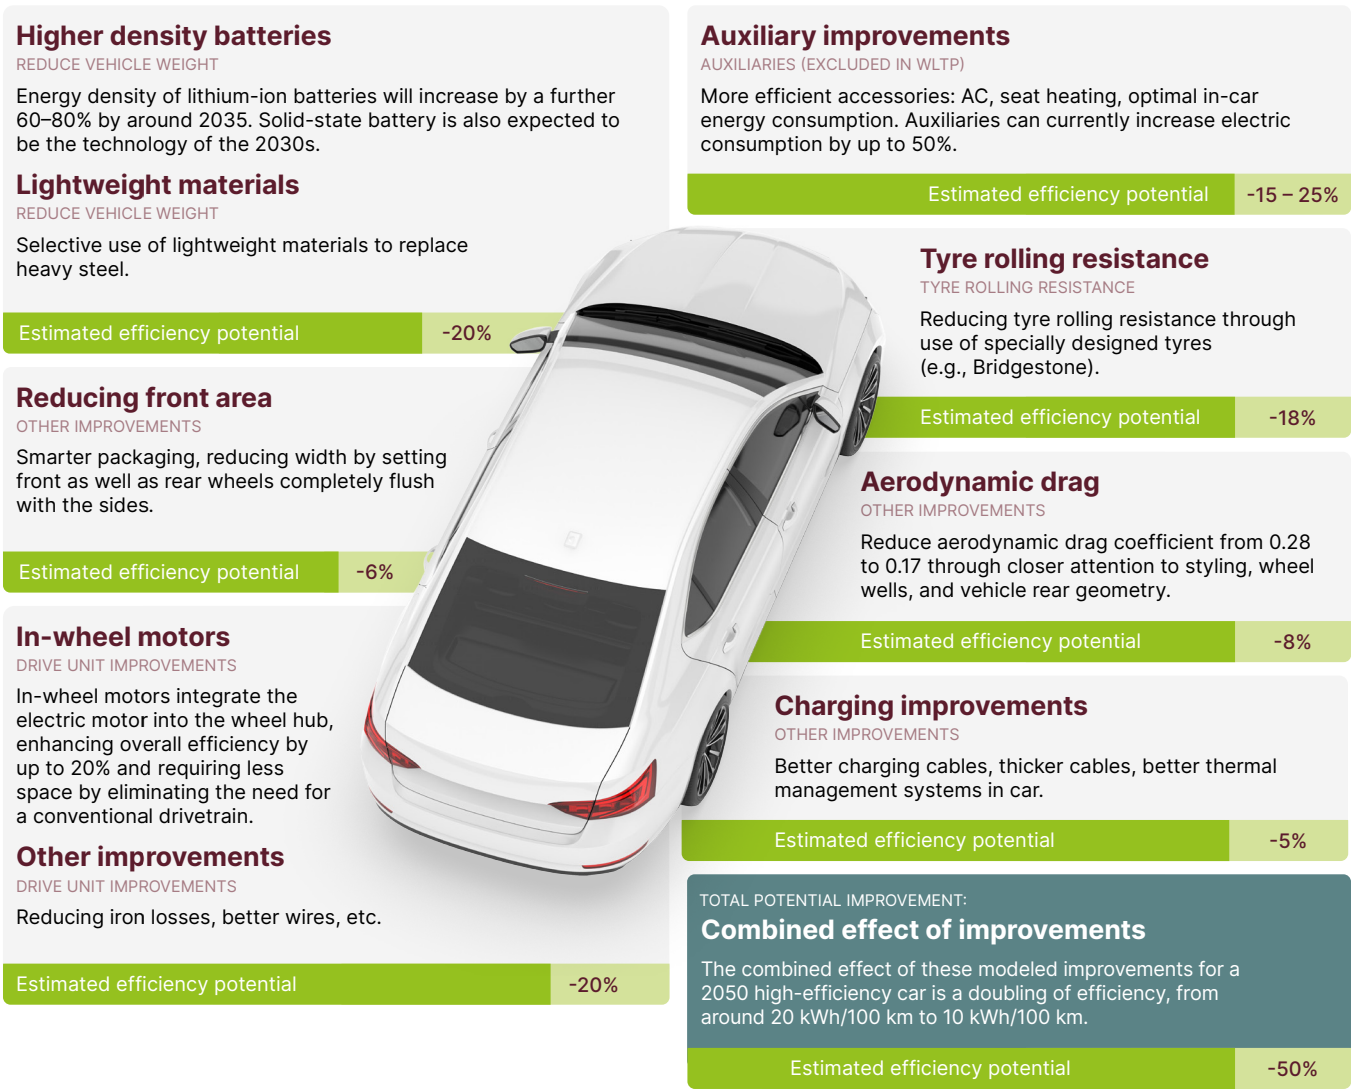 Higher density batteries
REDUCE VEHICLE WEIGHT
Energy density of lithium-ion batteries will increase by a further
60–80% by around 2035. Solid-state battery is also expected to
be the technology of the 2030s.
Lightweight materials
REDUCE VEHICLE WEIGHT
Selective use of lightweight materials to replace
heavy steel.
Estimated efficiency potential
-20%
Reducing front area
OTHER IMPROVEMENTS
Smarter packaging, reducing width by setting
front as well as rear wheels completely flush
with the sides.
Estimated efficiency potential
-6%
In-wheel motors
DRIVE UNIT IMPROVEMENTS
In-wheel motors integrate the
electric motor into the wheel hub,
enhancing overall efficiency by
up to 20% and requiring less
space by eliminating the need for
a conventional drivetrain.
Other improvements
DRIVE UNIT IMPROVEMENTS
Reducing iron losses, better wires, etc.
Estimated efficiency potential
-20%
Auxiliary improvements
AUXILIARIES (EXCLUDED IN WLTP)
More efficient accessories: AC, seat heating, optimal in-car
energy consumption. Auxiliaries can currently increase electric
consumption by up to 50%.
Estimated efficiency potential
-15 – 25%
Tyre rolling resistance
TYRE ROLLING RESISTANCE
Reducing tyre rolling resistance through
use of specially designed tyres
(e.g., Bridgestone).
Estimated efficiency potential
-18%
Aerodynamic drag
OTHER IMPROVEMENTS
Reduce aerodynamic drag coefficient from 0.28
to 0.17 through closer attention to styling, wheel
wells, and vehicle rear geometry.
Estimated efficiency potential
-8%
Charging improvements
OTHER IMPROVEMENTS
Better charging cables, thicker cables, better thermal
management systems in car.
Estimated efficiency potential
-5%
TOTAL POTENTIAL IMPROVEMENT:
Combined effect of improvements
The combined effect of these modeled improvements for a
2050 high-efficiency car is a doubling of efficiency, from
around 20 kWh/100 km to 10 kWh/100 km.
Estimated efficiency potential
-50%